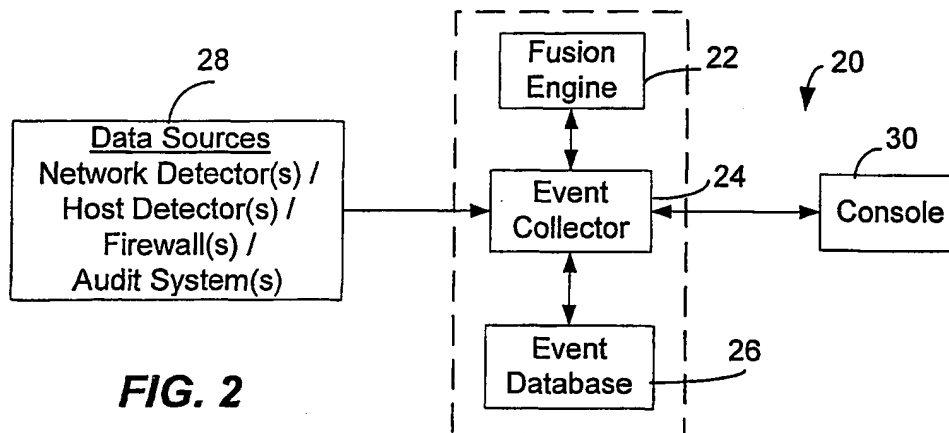 28
Data Sources
Network Detector(s) /
Host Detector(s) /
Firewall(s) /
Audit System(s)
Fusion
Engine
22
Event
Collector
24
Event
Database
26
20
30
Console
FIG. 2